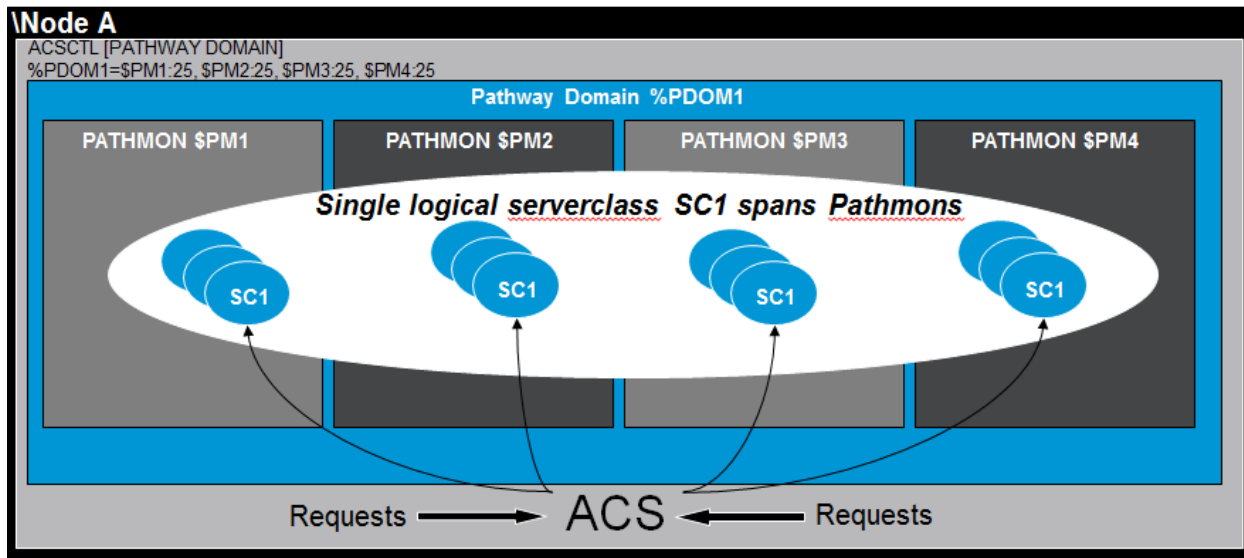 \Node A
ACSCTL [PATHWAY DOMAIN]
%PDOM1=$PM1:25, $PM2:25, $PM3:25, $PM4:25
Pathway Domain %PDOM1
PATHMON $PM1
PATHMON $PM2
PATHMON $PM3
PATHMON $PM4
Single logical serverclass SC1 spans Pathmons
SC1
SC1
SC1
SC1
Requests
ACS
Requests